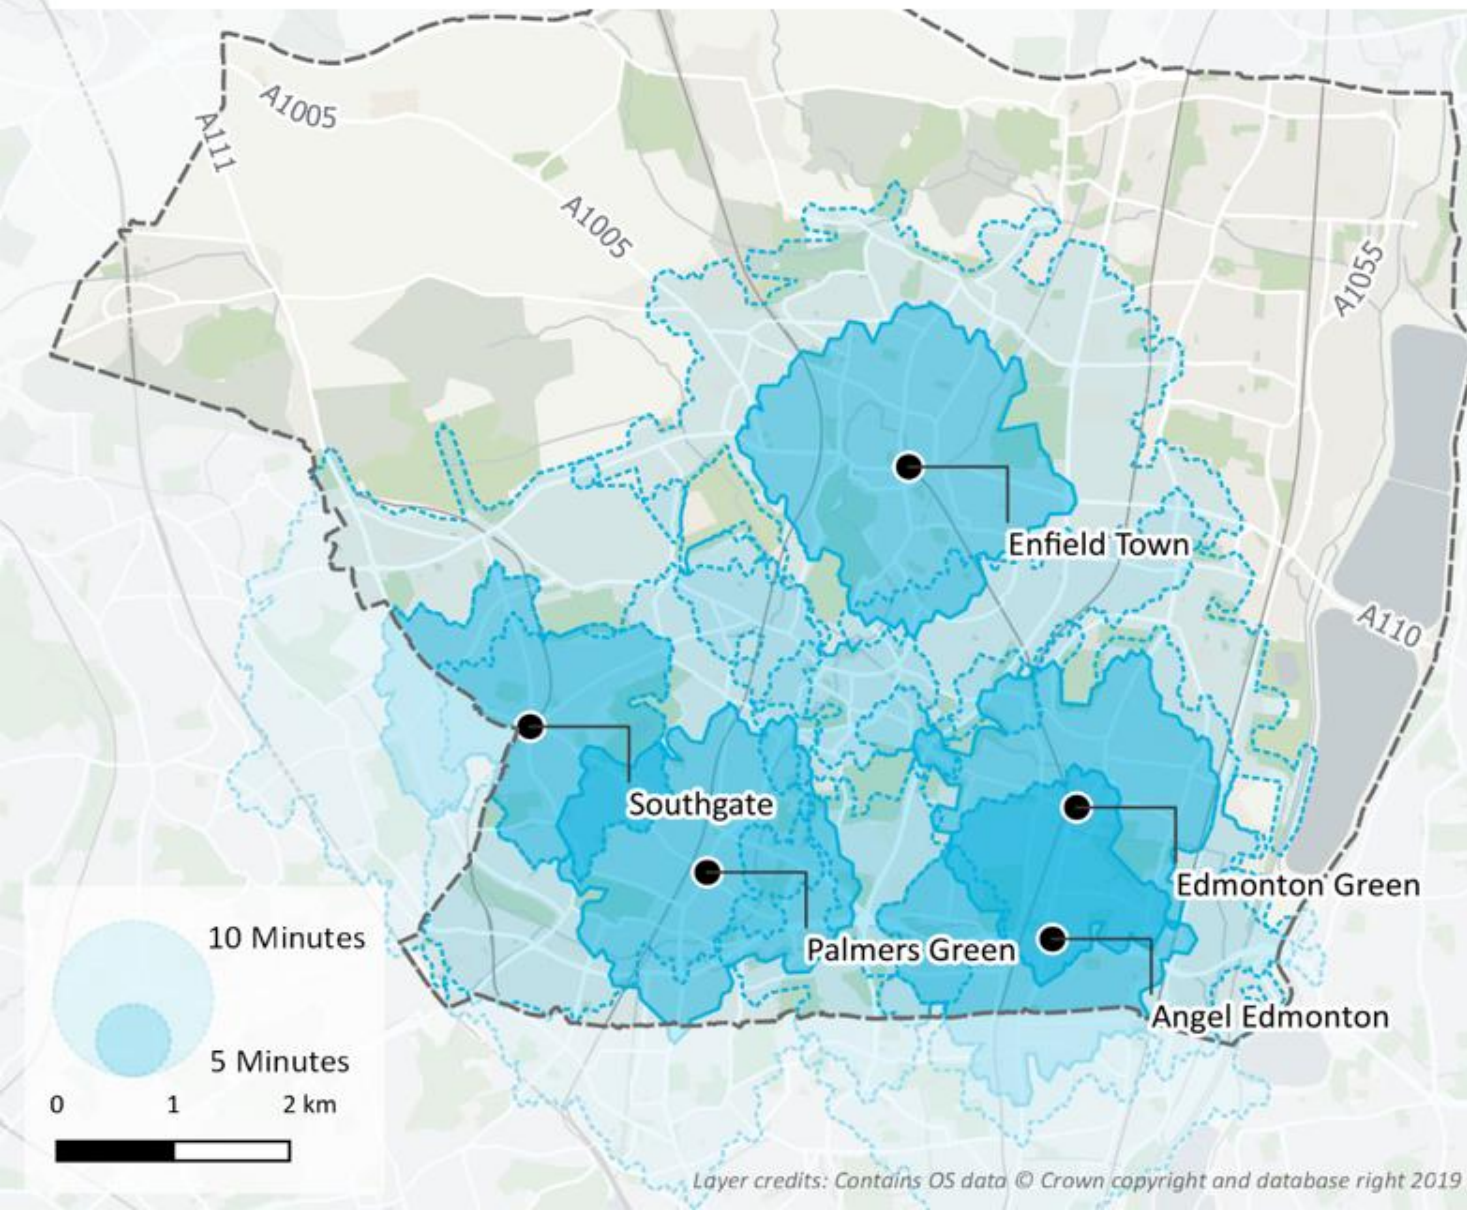 A1005
A111
A1005
A1055
Enfield Town
A110
Southgate
Edmonton Green
Palmers Green
Angel Edmonton
10 Minutes
5 Minutes
0 1 2 km
Layer credits: Contains OS data © Crown copyright and database right 2019